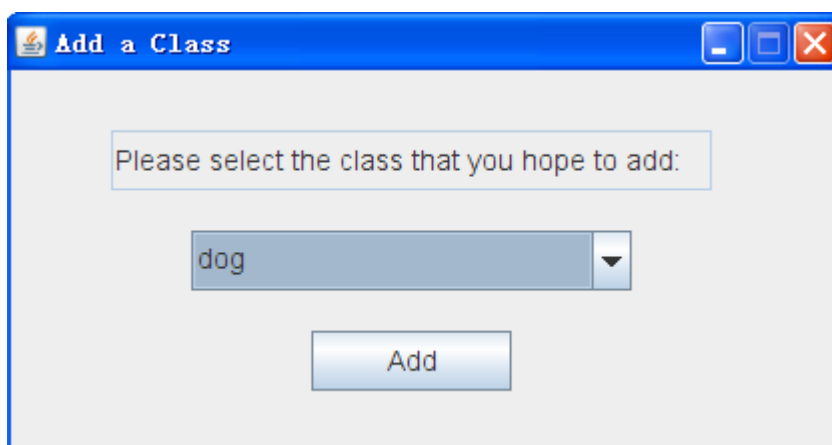 Add a Class
Please select the class that you hope to add:
dog
Add